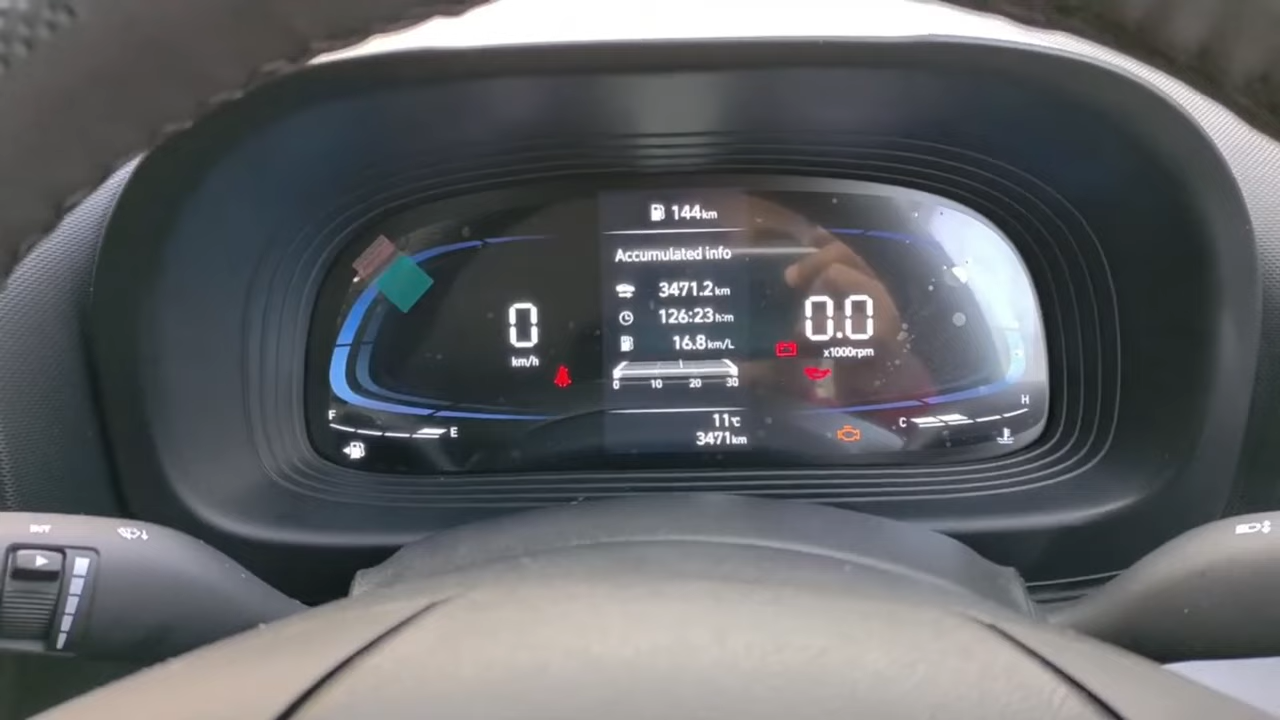 144km
Accumulated info
3471.2 km
126:23 h:m
16.8 km/L
0 10 20 30
0
km/h
0.0
x1000rpm
F
E
C
H
11℃
3471km
INT